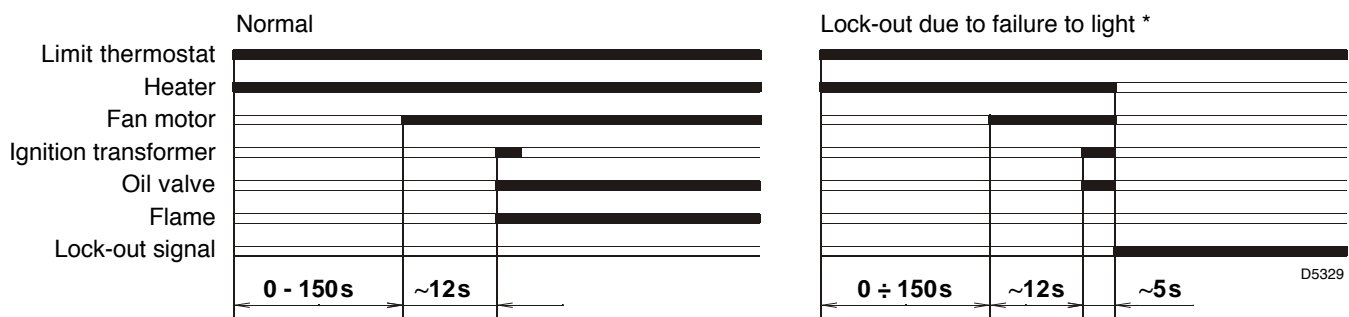 Normal
Lock-out due to failure to light *
Limit thermostat
Heater
Fan motor
Ignition transformer
Oil valve
Flame
Lock-out signal
D5329
0 - 150s
~12s
0 ÷ 150s
~12s
~5s